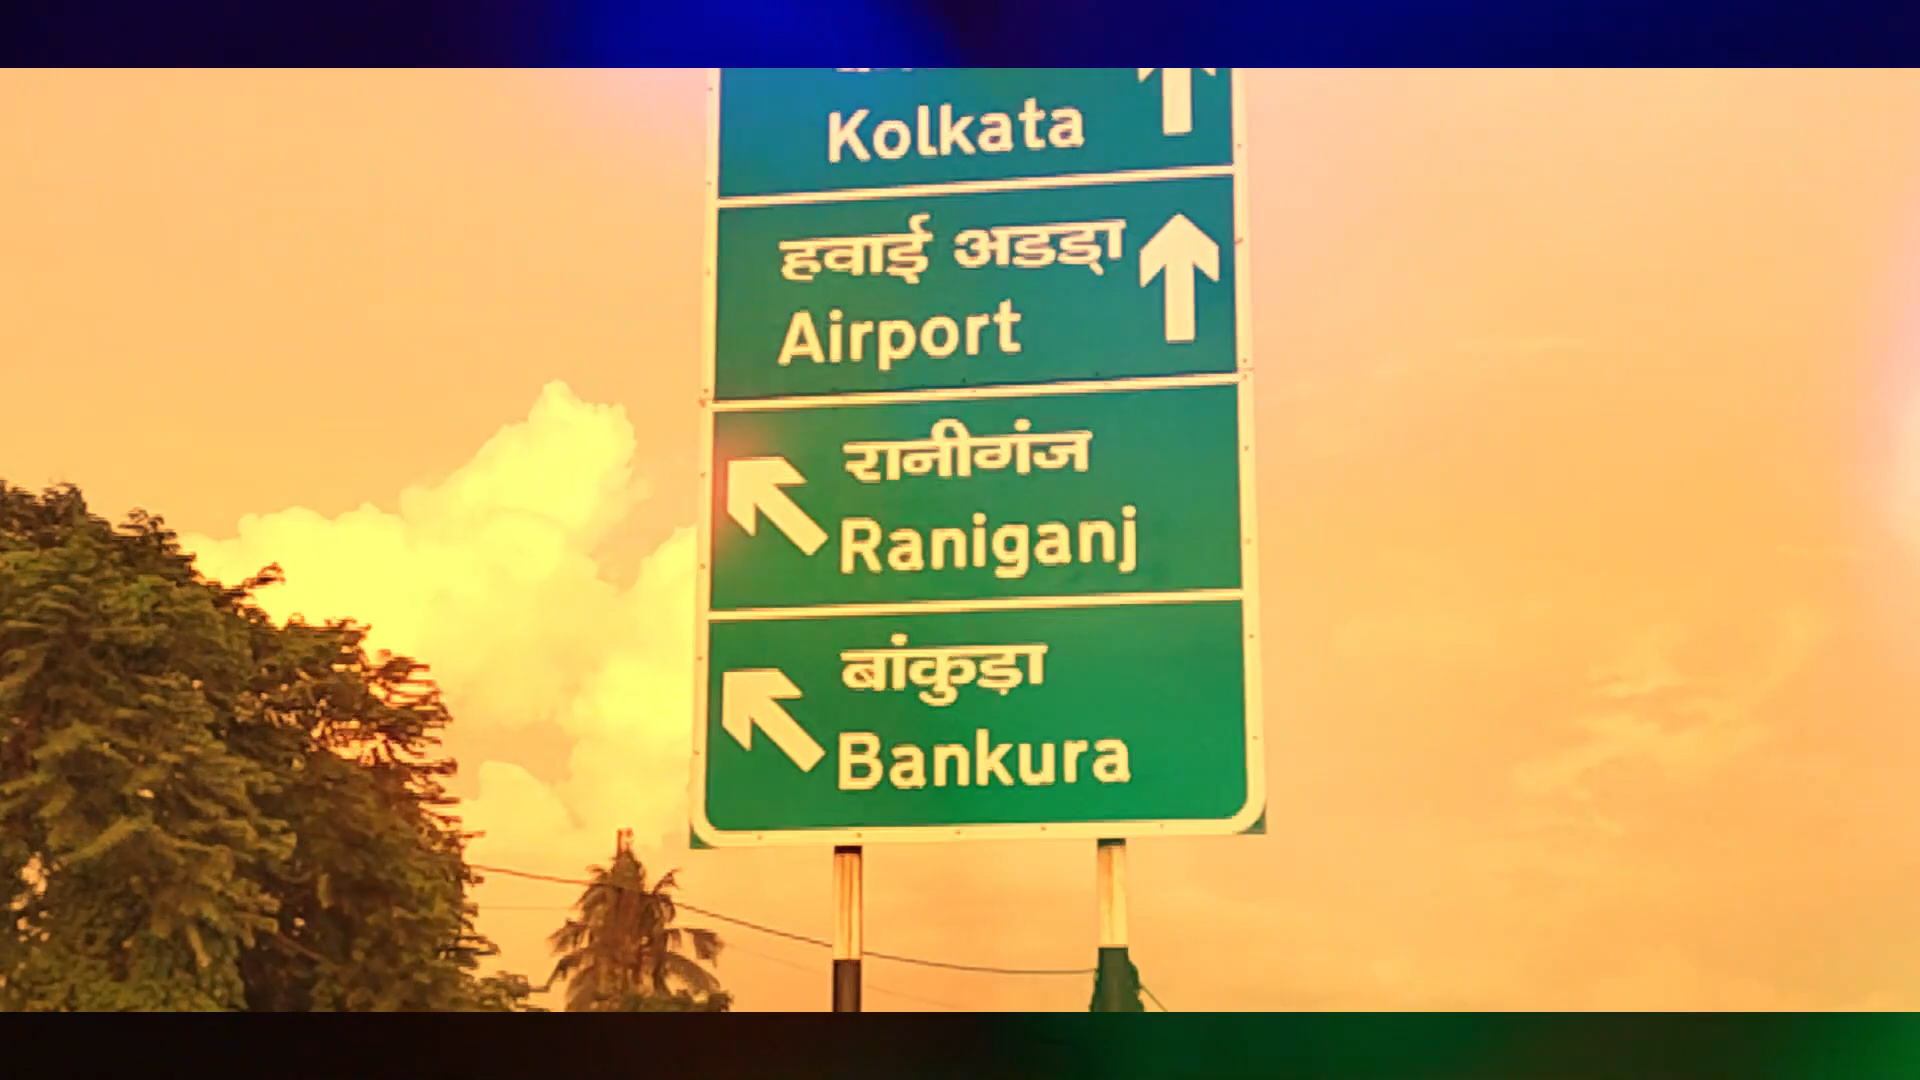 Kolkata
हवाई अडड़ा
Airport
रानीगंज
Raniganj
बांकुड़ा
Bankura